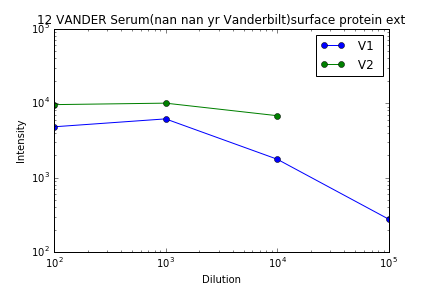 12 VANDER Serum(nan nan yr Vanderbilt)surface protein ext
10^5
10^4
10^3
10^2
Intensity
V1
V2
10^2 10^3 10^4 10^5
Dilution